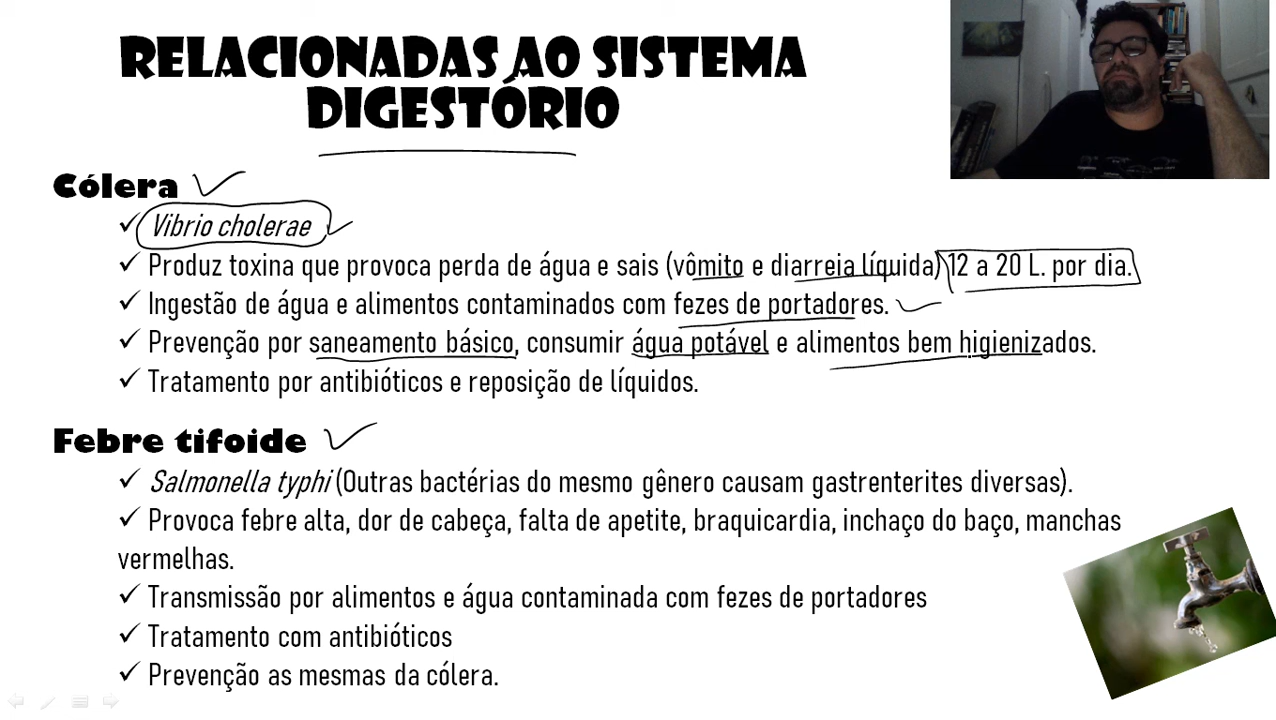 RELACIONADAS AO SISTEMA
DIGESTÓRIO
Cólera
✓ Vibrio cholerae
✓ Produz toxina que provoca perda de água e sais (vômito e diarreia líquida) 12 a 20 L. por dia.
✓ Ingestão de água e alimentos contaminados com fezes de portadores.
✓ Prevenção por saneamento básico, consumir água potável e alimentos bem higienizados.
✓ Tratamento por antibióticos e reposição de líquidos.
Febre tifoide
✓ Salmonella typhi (Outras bactérias do mesmo gênero causam gastrenterites diversas).
✓ Provoca febre alta, dor de cabeça, falta de apetite, braquicardia, inchaço do baço, manchas
vermelhas.
✓ Transmissão por alimentos e água contaminada com fezes de portadores
✓ Tratamento com antibióticos
✓ Prevenção as mesmas da cólera.